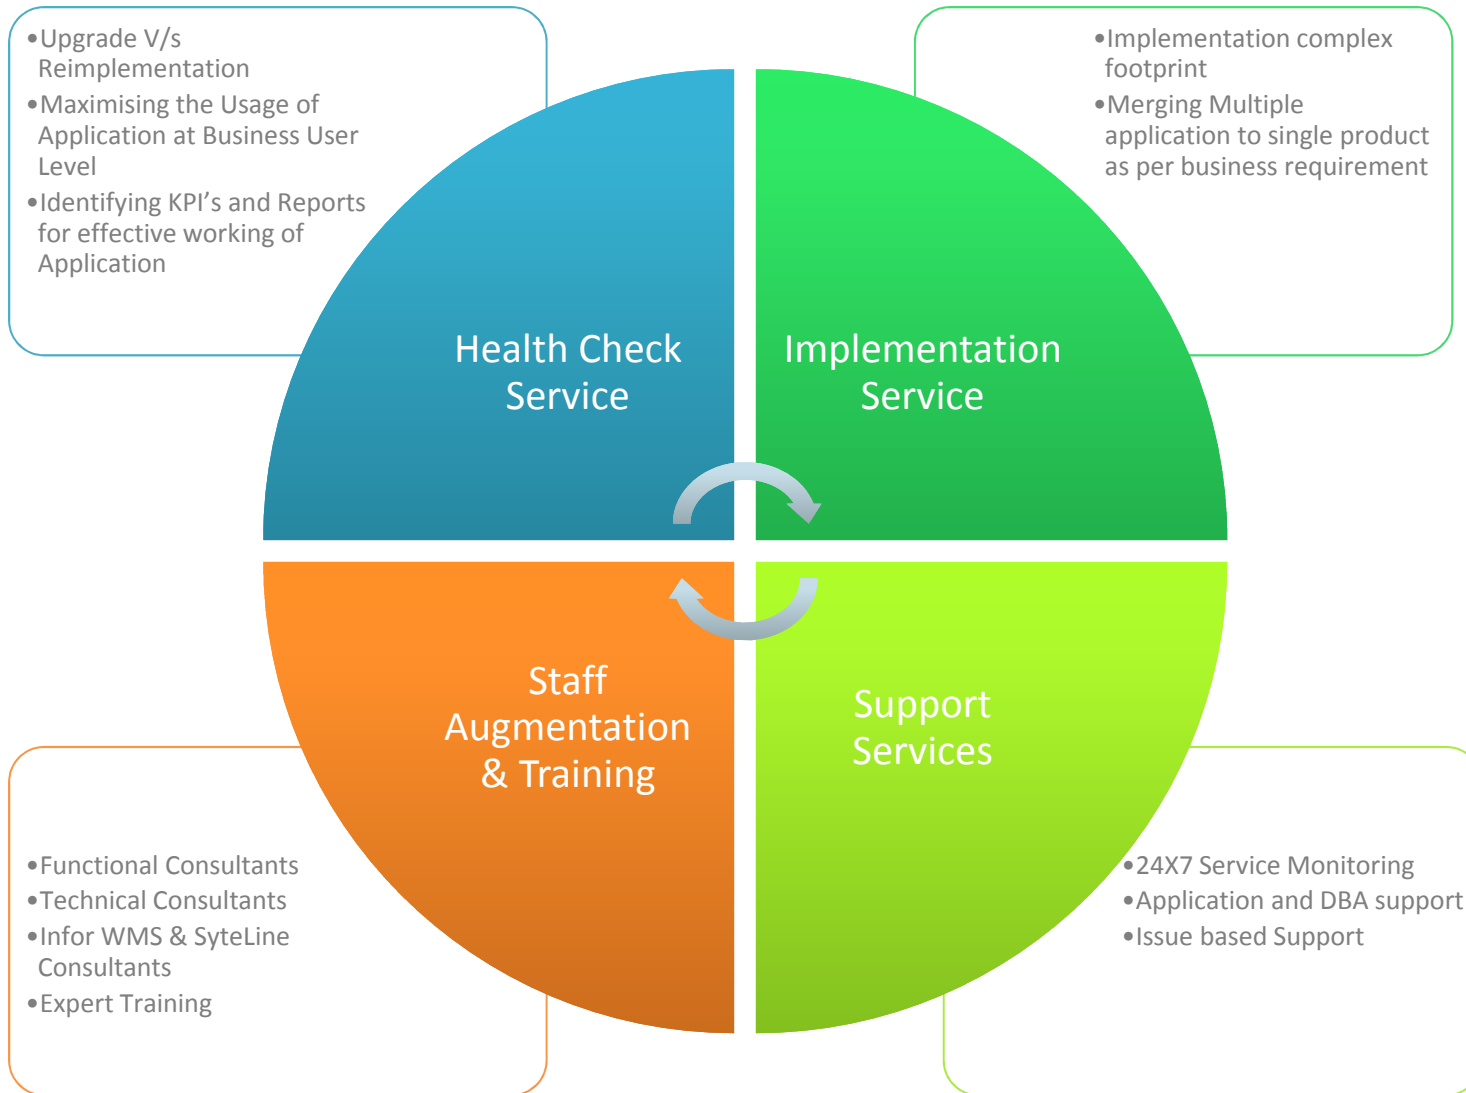 •Upgrade V/s
Reimplementation
•Maximising the Usage of
Application at Business User
Level
•Identifying KPI's and Reports
for effective working of
Application
•Implementation complex
footprint
•Merging Multiple
application to single product
as per business requirement
Health Check
Service
Implementation
Service
Staff
Augmentation
& Training
Support
Services
•Functional Consultants
•Technical Consultants
•Infor WMS & SyteLine
Consultants
•Expert Training
•24X7 Service Monitoring
•Application and DBA support
•Issue based Support